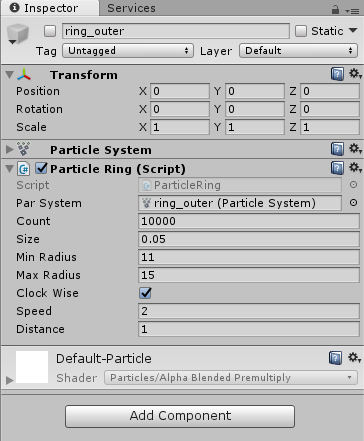 Inspector
ring_outer Static
Tag Untagged Layer Default
Transform
Position X 0 Y 0 Z 0
Rotation X 0 Y 0 Z 0
Scale X 1 Y 1 Z 1
Particle System
Particle Ring (Script)
Script ParticleRing
Par System ring_outer (Particle System)
Count 10000
Size 0.05
Min Radius 11
Max Radius 15
Clock Wise
Speed 2
Distance 1
Default-Particle
Shader Particles/Alpha Blended Premultiply
Add Component